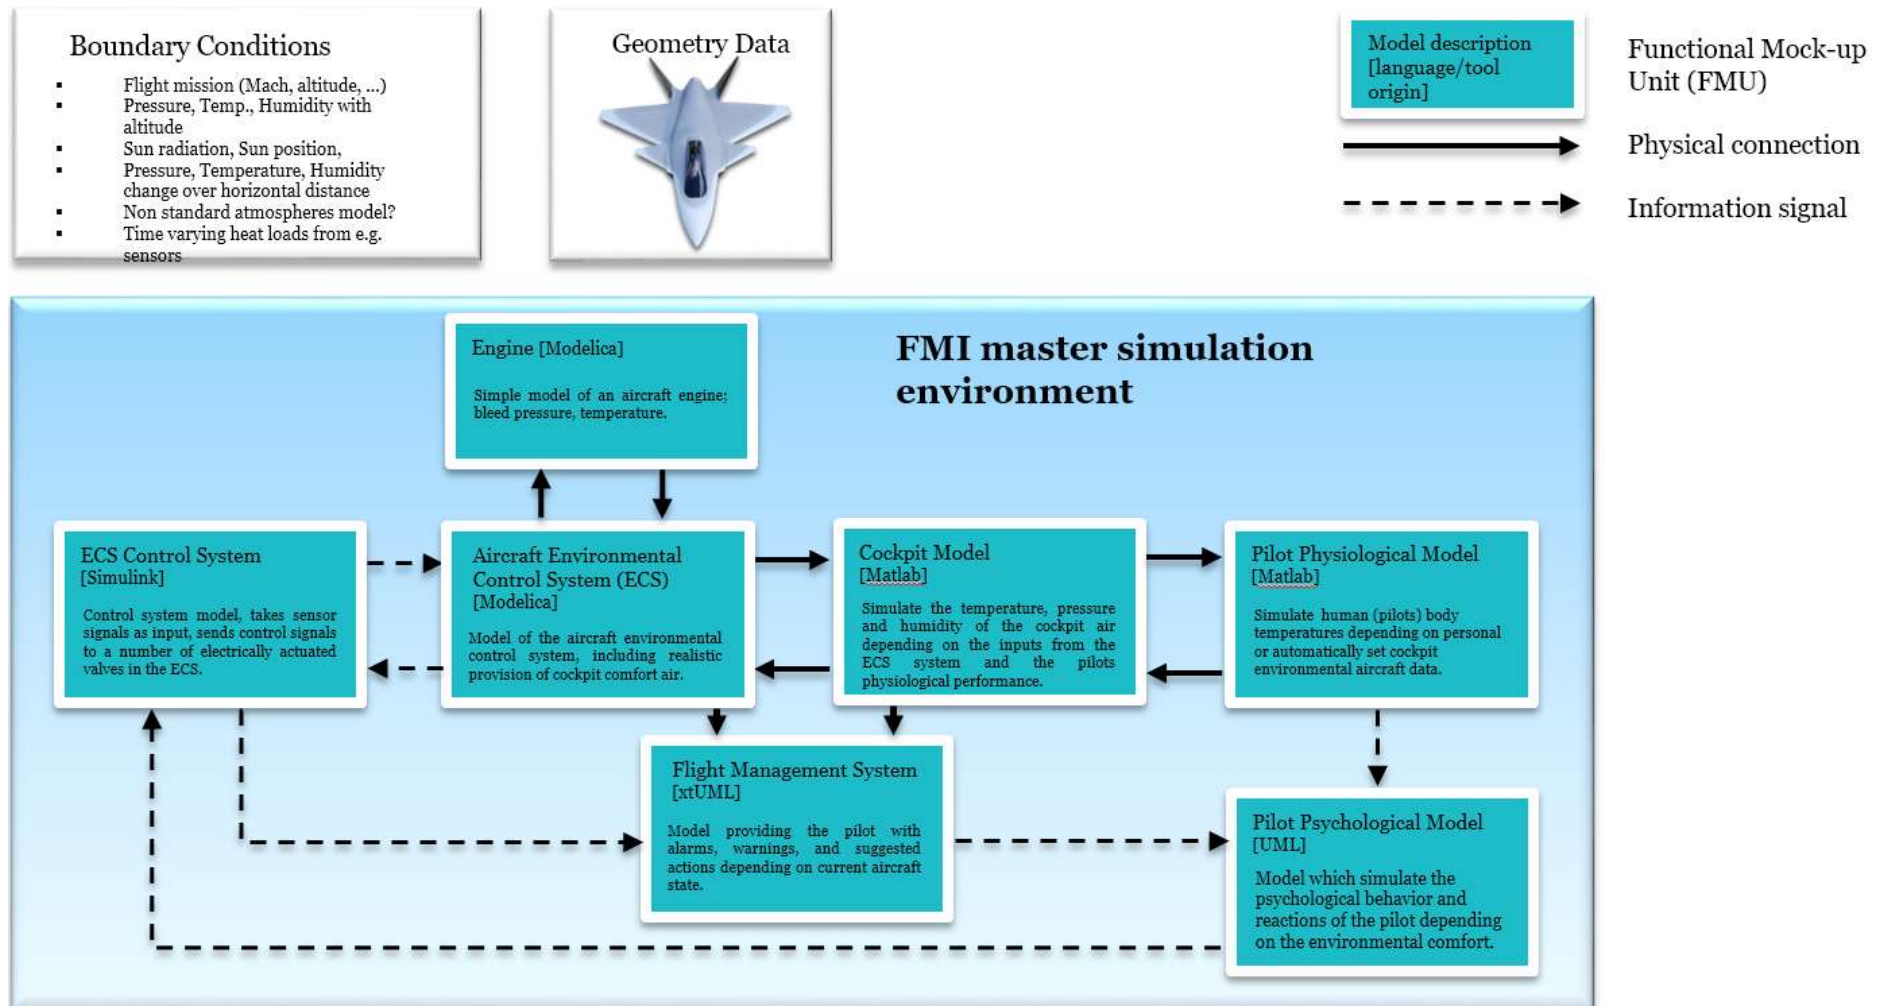 Boundary Conditions
▪ Flight mission (Mach, altitude, ...)
▪ Pressure, Temp., Humidity with
altitude
▪ Sun radiation, Sun position,
▪ Pressure, Temperature, Humidity
change over horizontal distance
▪ Non standard atmospheres model?
▪ Time varying heat loads from e.g.
sensors
Geometry Data
Model description
[language/tool
origin]
Functional Mock-up
Unit (FMU)
Physical connection
Information signal
FMI master simulation
environment
Engine [Modelica]
Simple model of an aircraft engine;
bleed pressure, temperature.
ECS Control System
[Simulink]
Control system model, takes sensor
signals as input, sends control signals
to a number of electrically actuated
valves in the ECS.
Aircraft Environmental
Control System (ECS)
[Modelica]
Model of the aircraft environmental
control system, including realistic
provision of cockpit comfort air.
Cockpit Model
[Matlab]
Simulate the temperature, pressure
and humidity of the cockpit air
depending on the inputs from the
ECS system and the pilots
physiological performance.
Pilot Physiological Model
[Matlab]
Simulate human (pilots) body
temperatures depending on personal
or automatically set cockpit
environmental aircraft data.
Flight Management System
[xtUML]
Model providing the pilot with
alarms, warnings, and suggested
actions depending on current aircraft
state.
Pilot Psychological Model
[UML]
Model which simulate the
psychological behavior and
reactions of the pilot depending
on the environmental comfort.